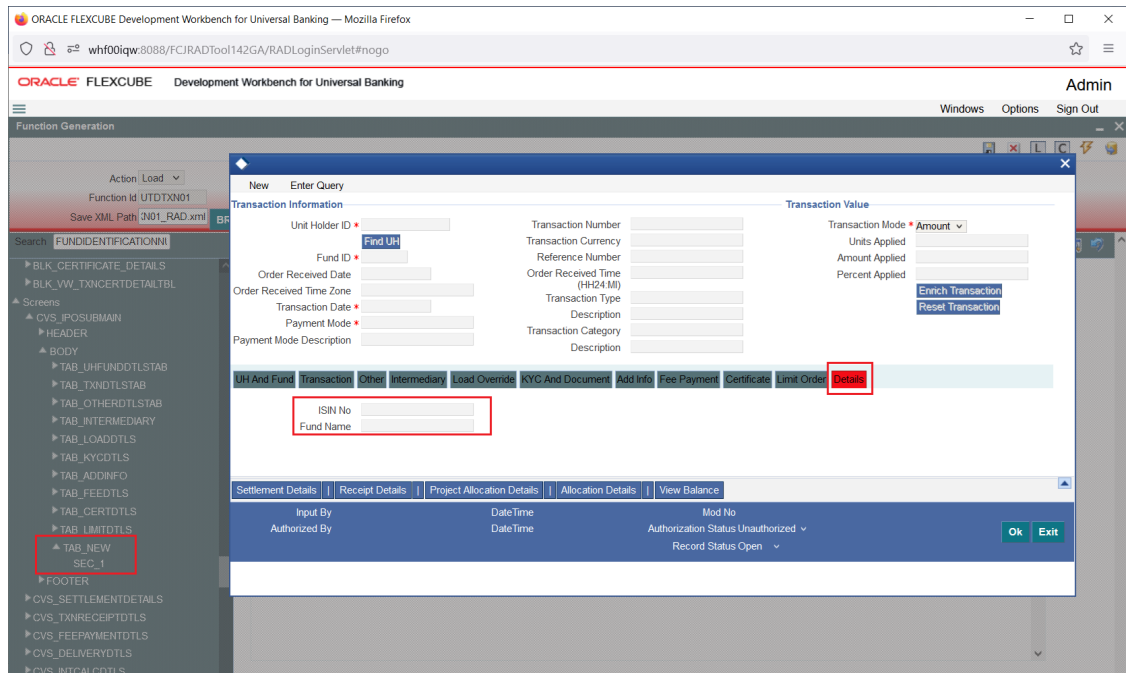 ORACLE FLEXCUBE Development Workbench for Universal Banking — Mozilla Firefox
whf00iqw:8088/FCJRADTool142GA/RADLoginServlet#nogo
ORACLE FLEXCUBE Development Workbench for Universal Banking
Admin
Windows Options Sign Out
Function Generation
L C
Action Load
Function Id UTDTXN01
Save XML Path N01_RAD.xml BR
Search FUNDIDENTIFICATIONNU
BLK_CERTIFICATE_DETAILS
BLK_VW_TXNCERTDETAILTBL
Screens
CVS_IPOSUBMAIN
HEADER
BODY
TAB_UHFUNDDTLSTAB
TAB_TXNDTLSTAB
TAB_OTHERDTLSTAB
TAB_INTERMEDIARY
TAB_LOADDTLS
TAB_KYCDTLS
TAB_ADDINFO
TAB_FEEDTLS
TAB_CERTDTLS
TAB_LIMITDTLS
TAB_NEW
SEC_1
FOOTER
CVS_SETTLEMENTDETAILS
CVS_TXNRECEIPTDTLS
CVS_FEEPAYMENTDTLS
CVS_DELIVERYDTLS
CVS_INTCALCDTLS
New Enter Query
Transaction Information
Unit Holder ID *
Find UH
Fund ID *
Order Received Date
Order Received Time Zone
Transaction Date *
Payment Mode *
Payment Mode Description
Transaction Number
Transaction Currency
Reference Number
Order Received Time
(HH24:MI)
Transaction Type
Description
Transaction Category
Description
Transaction Value
Transaction Mode * Amount
Units Applied
Amount Applied
Percent Applied
Enrich Transaction
Reset Transaction
UH And Fund Transaction Other Intermediary Load Override KYC And Document Add Info Fee Payment Certificate Limit Order Details
ISIN No
Fund Name
Settlement Details | Receipt Details | Project Allocation Details | Allocation Details | View Balance
Input By DateTime Mod No
Authorized By DateTime Authorization Status Unauthorized
Record Status Open
Ok Exit